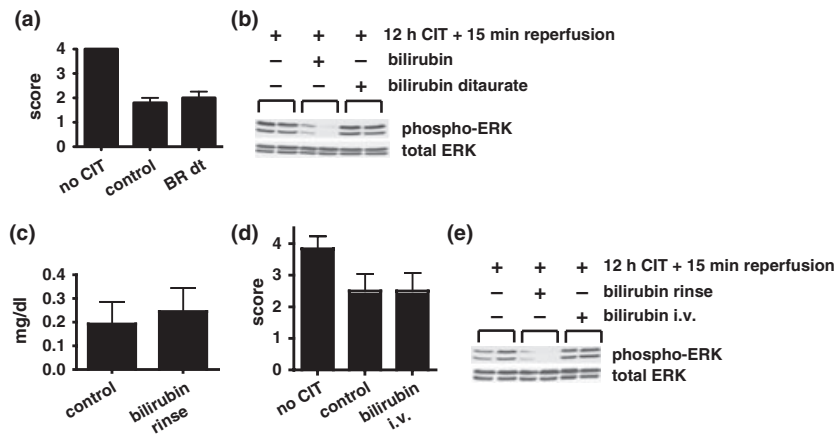 (a)
score
4
3
2
1
0
no CIT
control
BR dt
(b)
+ + + 12 h CIT + 15 min reperfusion
− + − bilirubin
− − + bilirubin ditaurate
phospho-ERK
total ERK
(c)
mg/dl
0.4
0.3
0.2
0.1
0.0
control
bilirubin
rinse
(d)
score
4
3
2
1
0
no CIT
control
bilirubin
i.v.
(e)
+ + + 12 h CIT + 15 min reperfusion
− + − bilirubin rinse
− − + bilirubin i.v.
phospho-ERK
total ERK